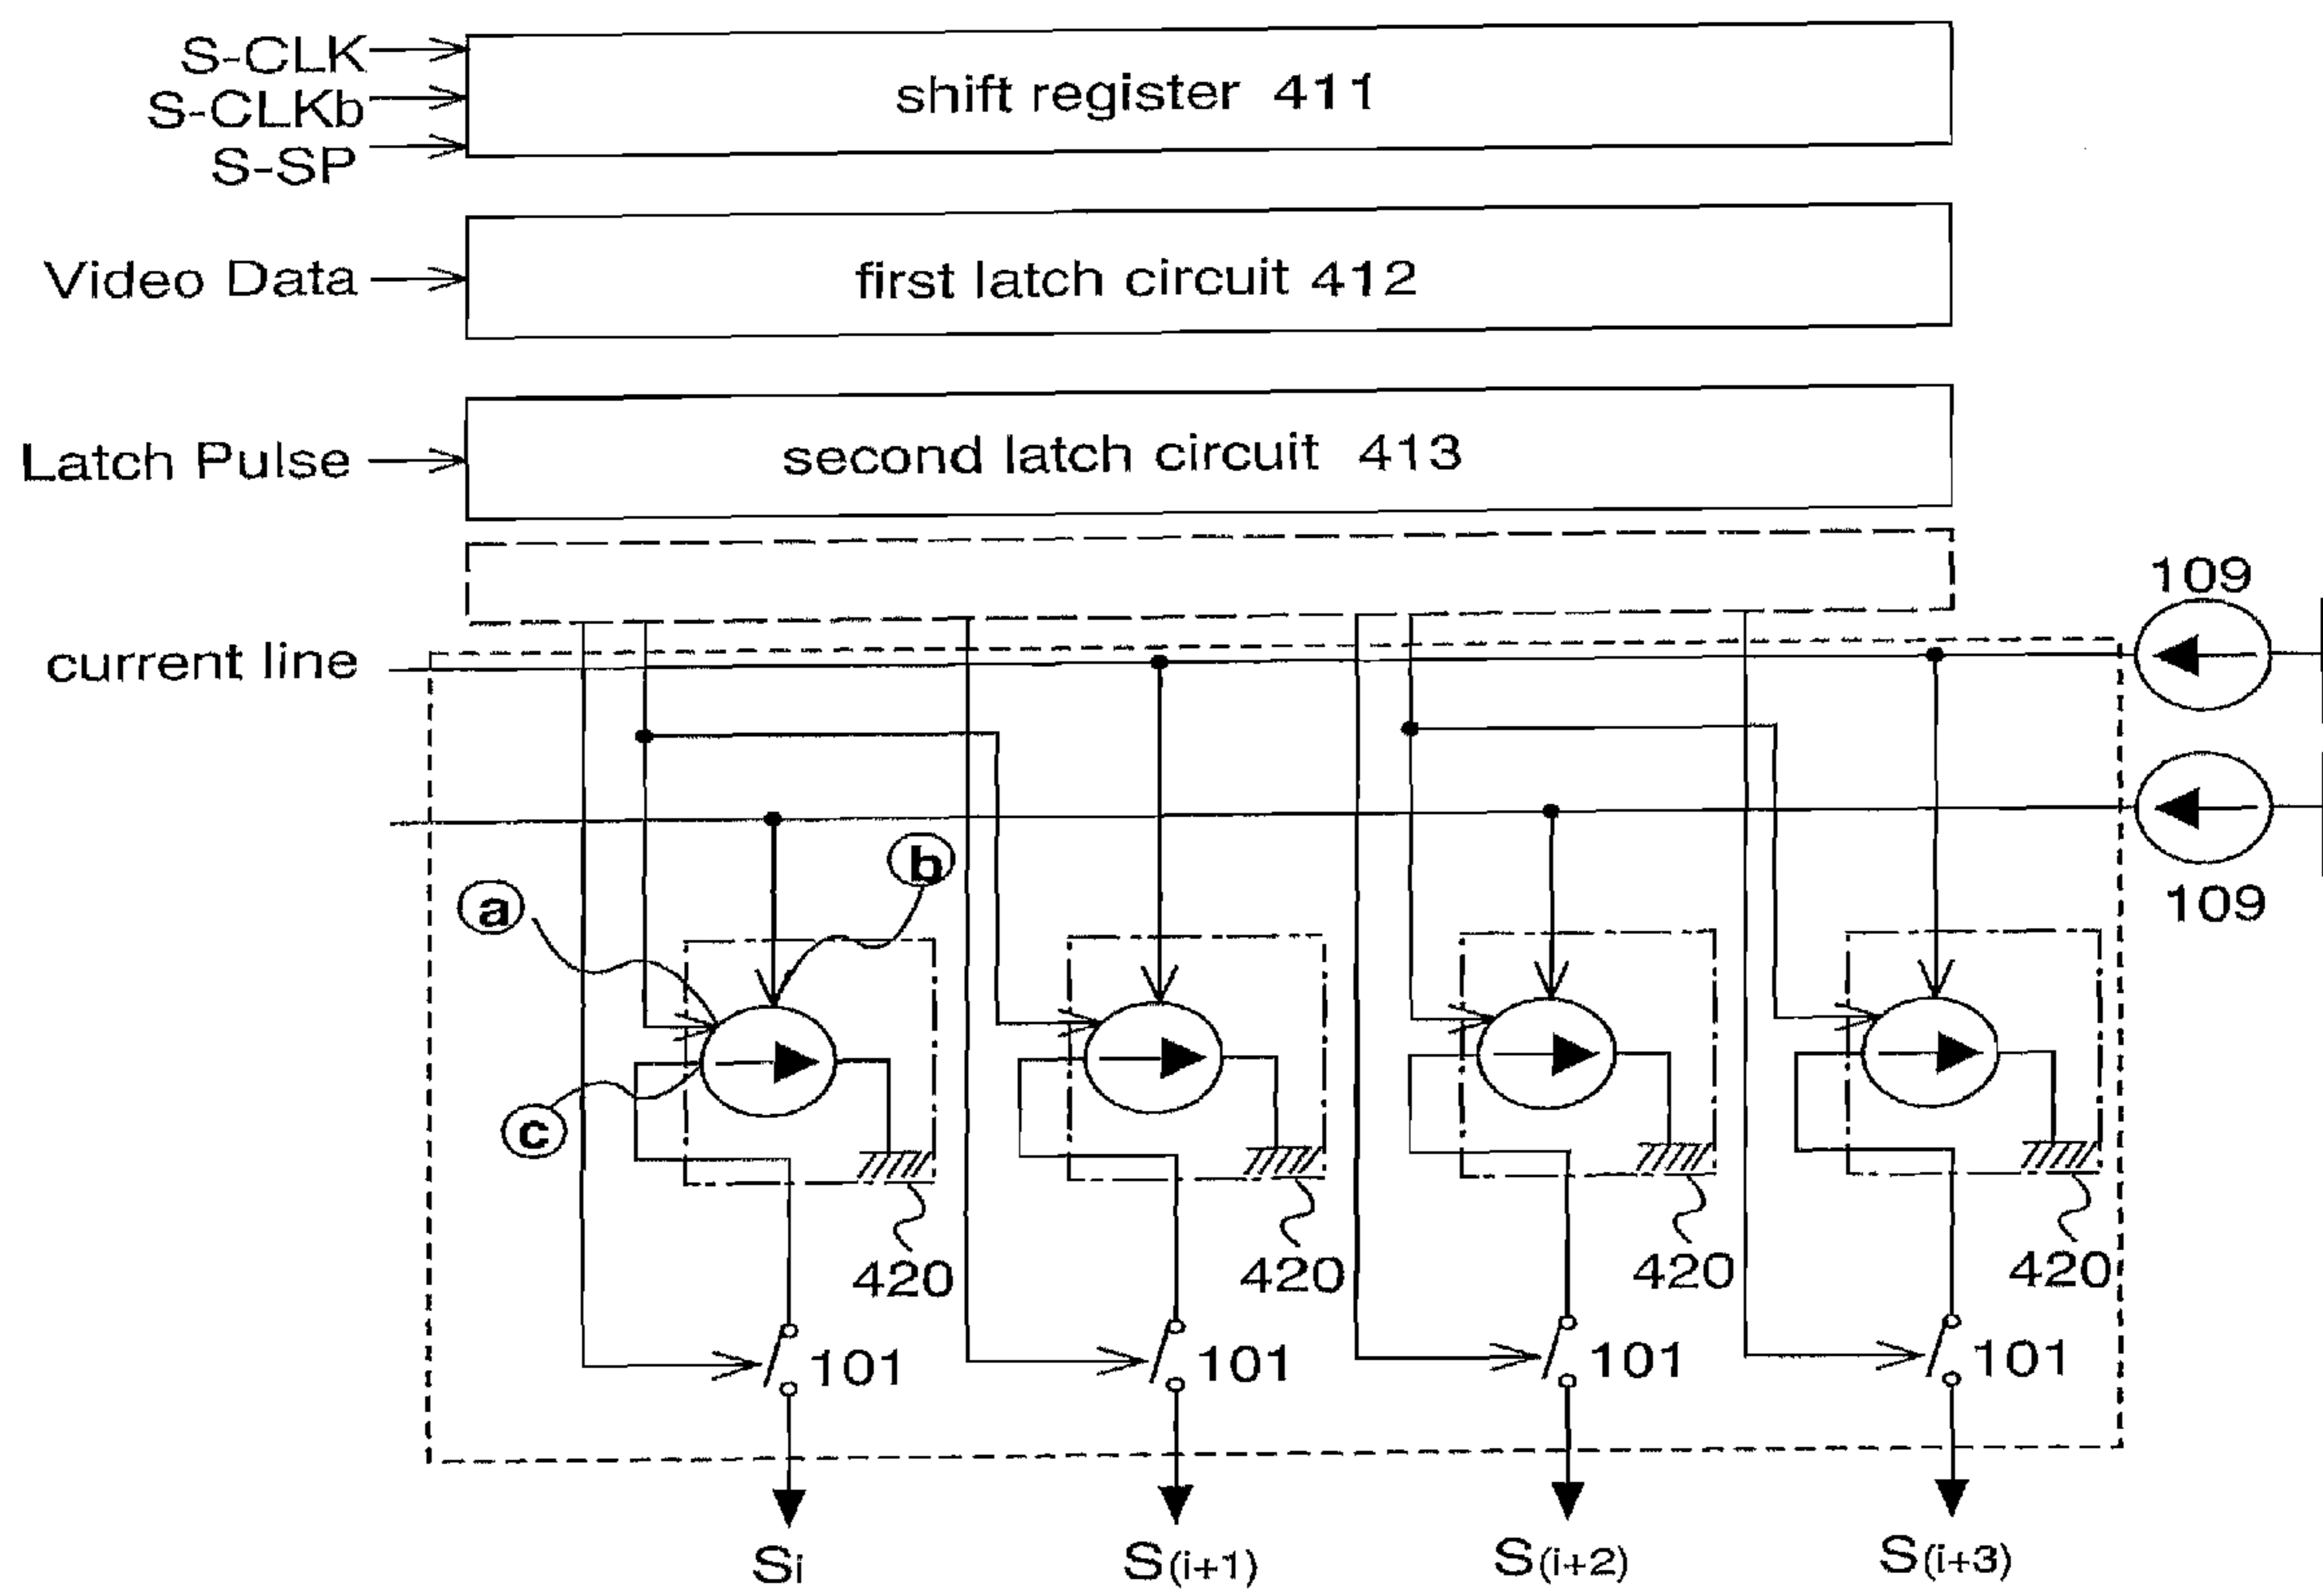 S-CLK
S-CLKb
S-SP
shift register 411
Video Data
first latch circuit 412
Latch Pulse
second latch circuit 413
109
current line
109
b
a
c
420
420
420
420
101
101
101
101
Si
S(i+1)
S(i+2)
S(i+3)